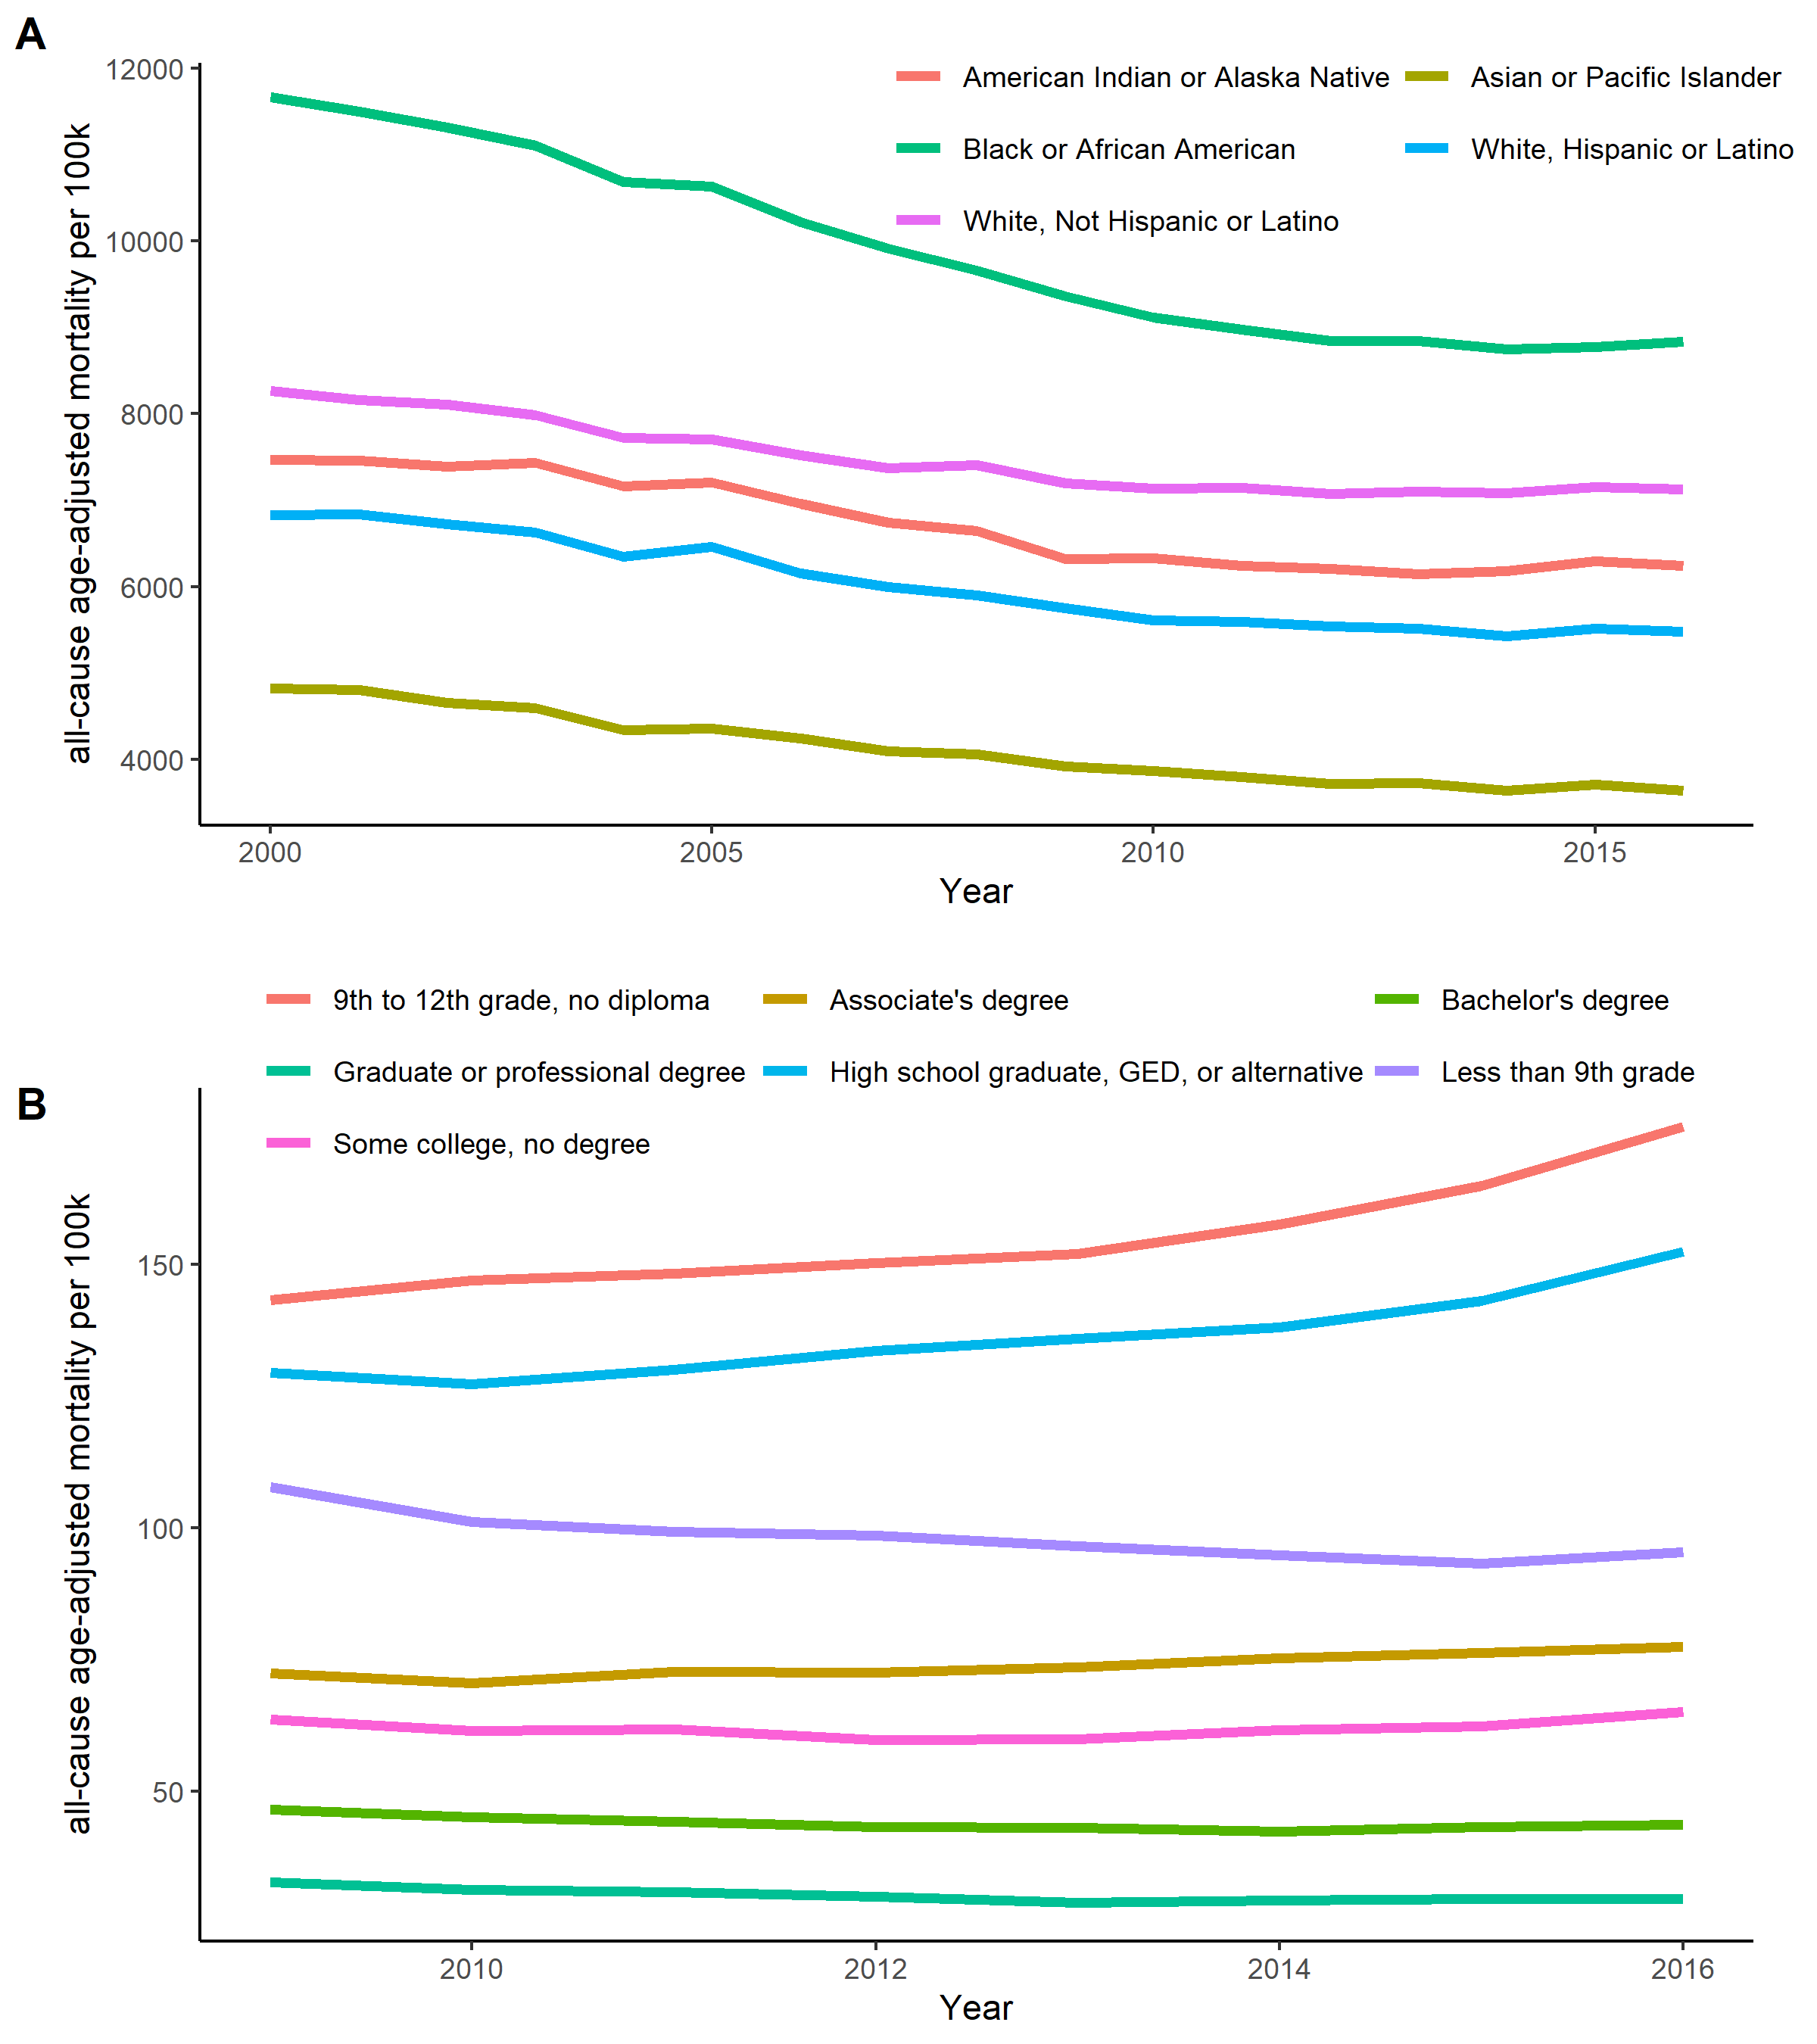 A
all-cause age-adjusted mortality per 100k
12000
10000
8000
6000
4000
American Indian or Alaska Native
Asian or Pacific Islander
Black or African American
White, Hispanic or Latino
White, Not Hispanic or Latino
2000
2005
2010
2015
Year
9th to 12th grade, no diploma
Associate's degree
Bachelor's degree
Graduate or professional degree
High school graduate, GED, or alternative
Less than 9th grade
Some college, no degree
B
all-cause age-adjusted mortality per 100k
150
100
50
2010
2012
2014
2016
Year